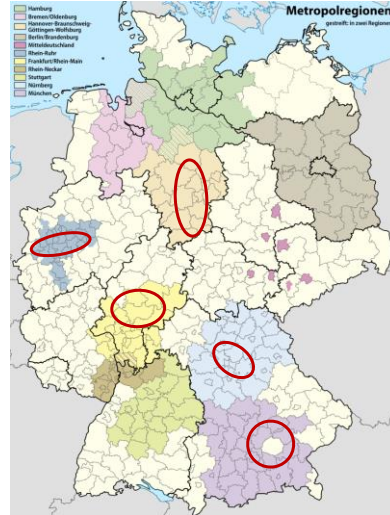 Metropolregionen
gestreift: in zwei Regionen
Hamburg
Bremen/Oldenburg
Hannover-Braunschweig-
Göttingen-Wolfsburg
Berlin/Brandenburg
Mitteldeutschland
Rhein-Ruhr
Frankfurt/Rhein-Main
Rhein-Neckar
Stuttgart
Nürnberg
München